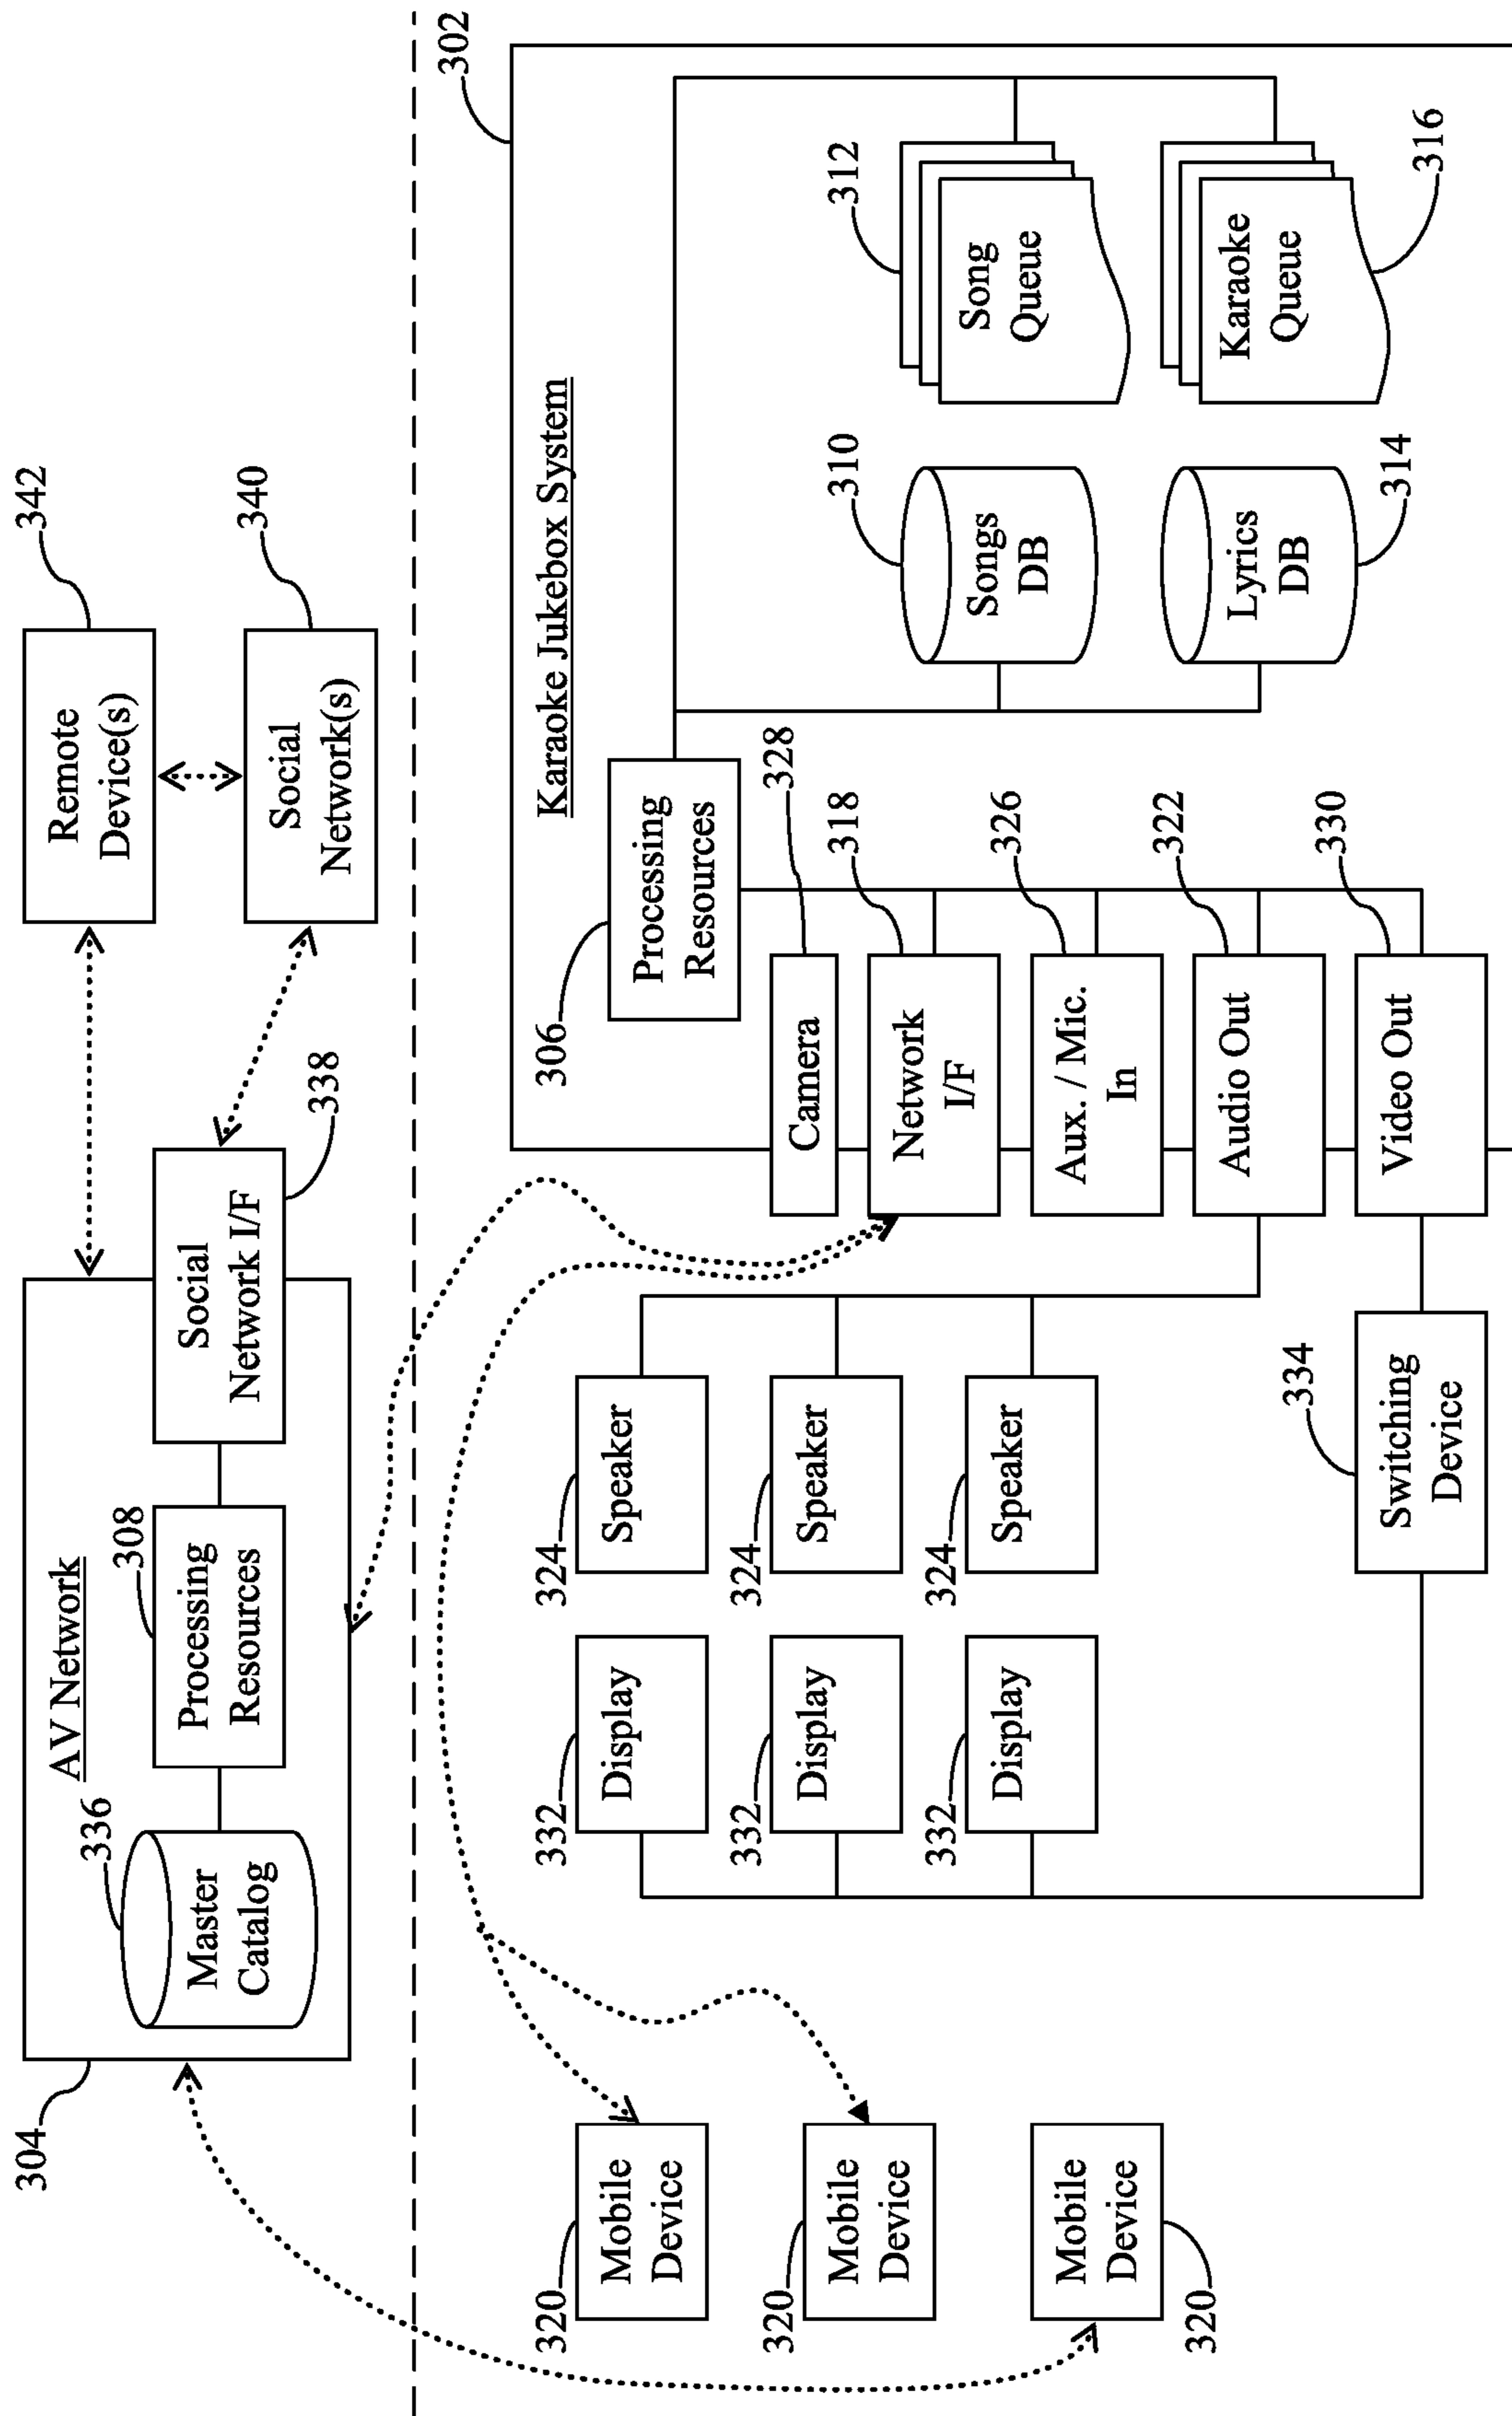 304
AV Network
336
Master
Catalog
308
Processing
Resources
Social
Network I/F
338
Remote
Device(s)
342
Social
Network(s)
340
302
Karaoke Jukebox System
306
Processing
Resources
328
Camera
318
Network
I/F
326
Aux. / Mic.
In
322
Audio Out
330
Video Out
310
Songs
DB
314
Lyrics
DB
312
Song
Queue
316
Karaoke
Queue
324
Speaker
324
Speaker
324
Speaker
332
Display
332
Display
332
Display
334
Switching
Device
320
Mobile
Device
320
Mobile
Device
320
Mobile
Device